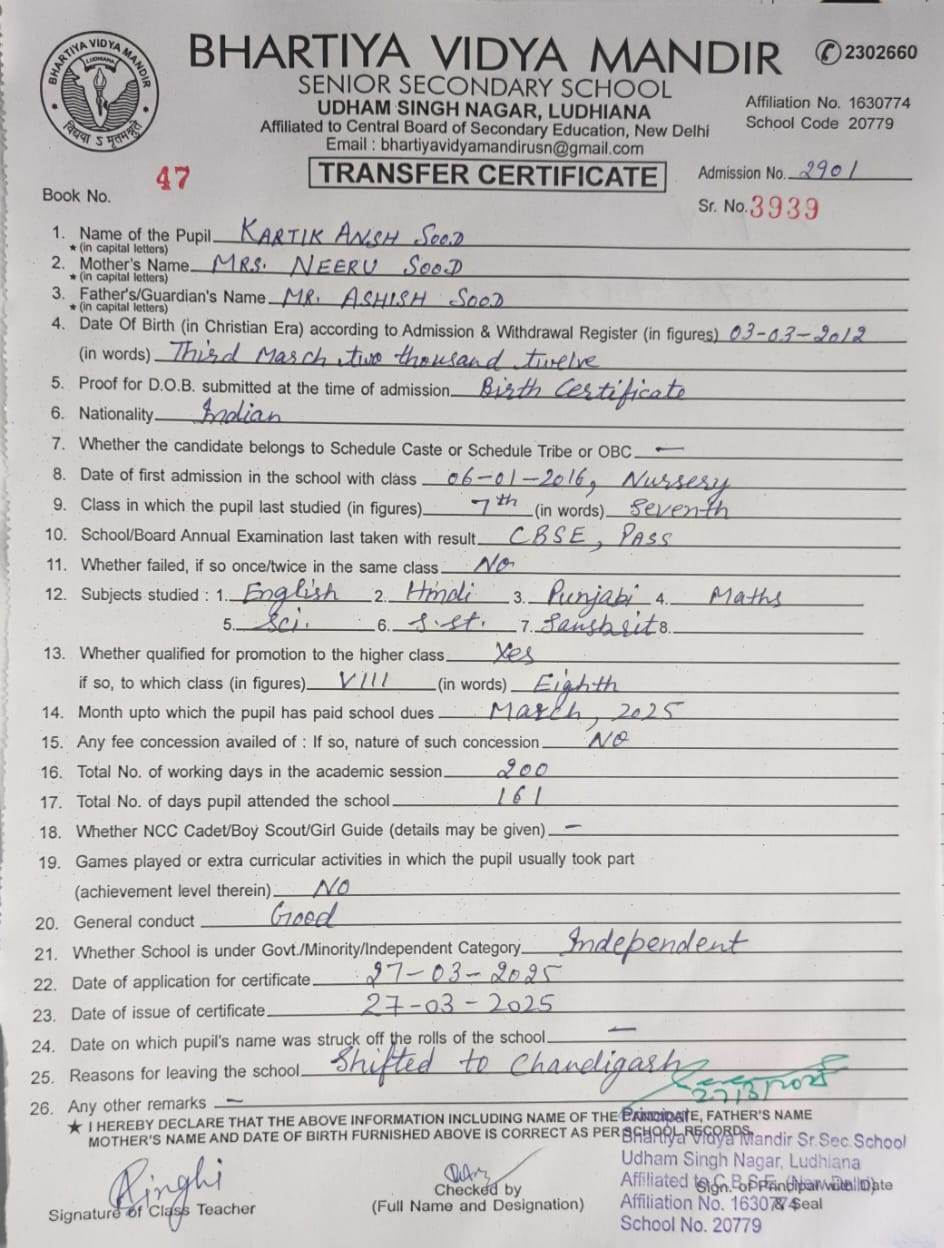 BHARTIYA VIDYA MANDIR
LUDHIANA
विद्यया ऽ मृतमश्नुते
BHARTIYA VIDYA MANDIR
✆ 2302660
SENIOR SECONDARY SCHOOL
UDHAM SINGH NAGAR, LUDHIANA
Affiliation No. 1630774
Affiliated to Central Board of Secondary Education, New Delhi
School Code 20779
Email : bhartiyavidyamandirusn@gmail.com
TRANSFER CERTIFICATE
Admission No. 2901
Book No. 47
Sr. No. 3939
1. Name of the Pupil KARTIK ANSH SOOD
★ (in capital letters)
2. Mother's Name MRS. NEERU SOOD
★ (in capital letters)
3. Father's/Guardian's Name MR. ASHISH SOOD
★ (in capital letters)
4. Date Of Birth (in Christian Era) according to Admission & Withdrawal Register (in figures) 03-03-2012
(in words) Third March two thousand twelve
5. Proof for D.O.B. submitted at the time of admission Birth Certificate
6. Nationality Indian
7. Whether the candidate belongs to Schedule Caste or Schedule Tribe or OBC —
8. Date of first admission in the school with class 06-01-2016, Nursery
9. Class in which the pupil last studied (in figures) 7th (in words) Seventh
10. School/Board Annual Examination last taken with result CBSE, PASS
11. Whether failed, if so once/twice in the same class No
12. Subjects studied : 1. English 2. Hindi 3. Punjabi 4. Maths
5. Sci. 6. S.st. 7. Sanskrit 8.
13. Whether qualified for promotion to the higher class Yes
if so, to which class (in figures) VIII (in words) Eighth
14. Month upto which the pupil has paid school dues March, 2025
15. Any fee concession availed of : If so, nature of such concession NO
16. Total No. of working days in the academic session 200
17. Total No. of days pupil attended the school 161
18. Whether NCC Cadet/Boy Scout/Girl Guide (details may be given) —
19. Games played or extra curricular activities in which the pupil usually took part
(achievement level therein) NO
20. General conduct Good
21. Whether School is under Govt./Minority/Independent Category Independent
22. Date of application for certificate 27-03-2025
23. Date of issue of certificate 27-03-2025
24. Date on which pupil's name was struck off the rolls of the school —
25. Reasons for leaving the school Shifted to Chandigarh
27/3/2025
26. Any other remarks —
★ I HEREBY DECLARE THAT THE ABOVE INFORMATION INCLUDING NAME OF THE CANDIDATE, FATHER'S NAME
MOTHER'S NAME AND DATE OF BIRTH FURNISHED ABOVE IS CORRECT AS PER SCHOOL RECORDS.
Principal
Bhartiya Vidya Mandir Sr.Sec.School
Udham Singh Nagar, Ludhiana
Affiliated to C.B.S.E. (New Delhi)
Affiliation No. 1630774
School No. 20779
Singhi
Signature of Class Teacher
Checked by
(Full Name and Designation)
Sign. of Principal with Date
& Seal